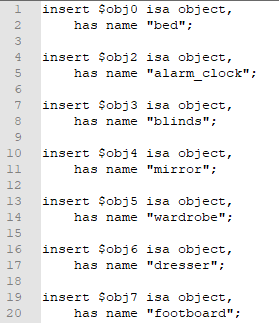 1 insert $obj0 isa object,
2     has name "bed";
3
4 insert $obj2 isa object,
5     has name "alarm_clock";
6
7 insert $obj3 isa object,
8     has name "blinds";
9
10 insert $obj4 isa object,
11     has name "mirror";
12
13 insert $obj5 isa object,
14     has name "wardrobe";
15
16 insert $obj6 isa object,
17     has name "dresser";
18
19 insert $obj7 isa object,
20     has name "footboard";